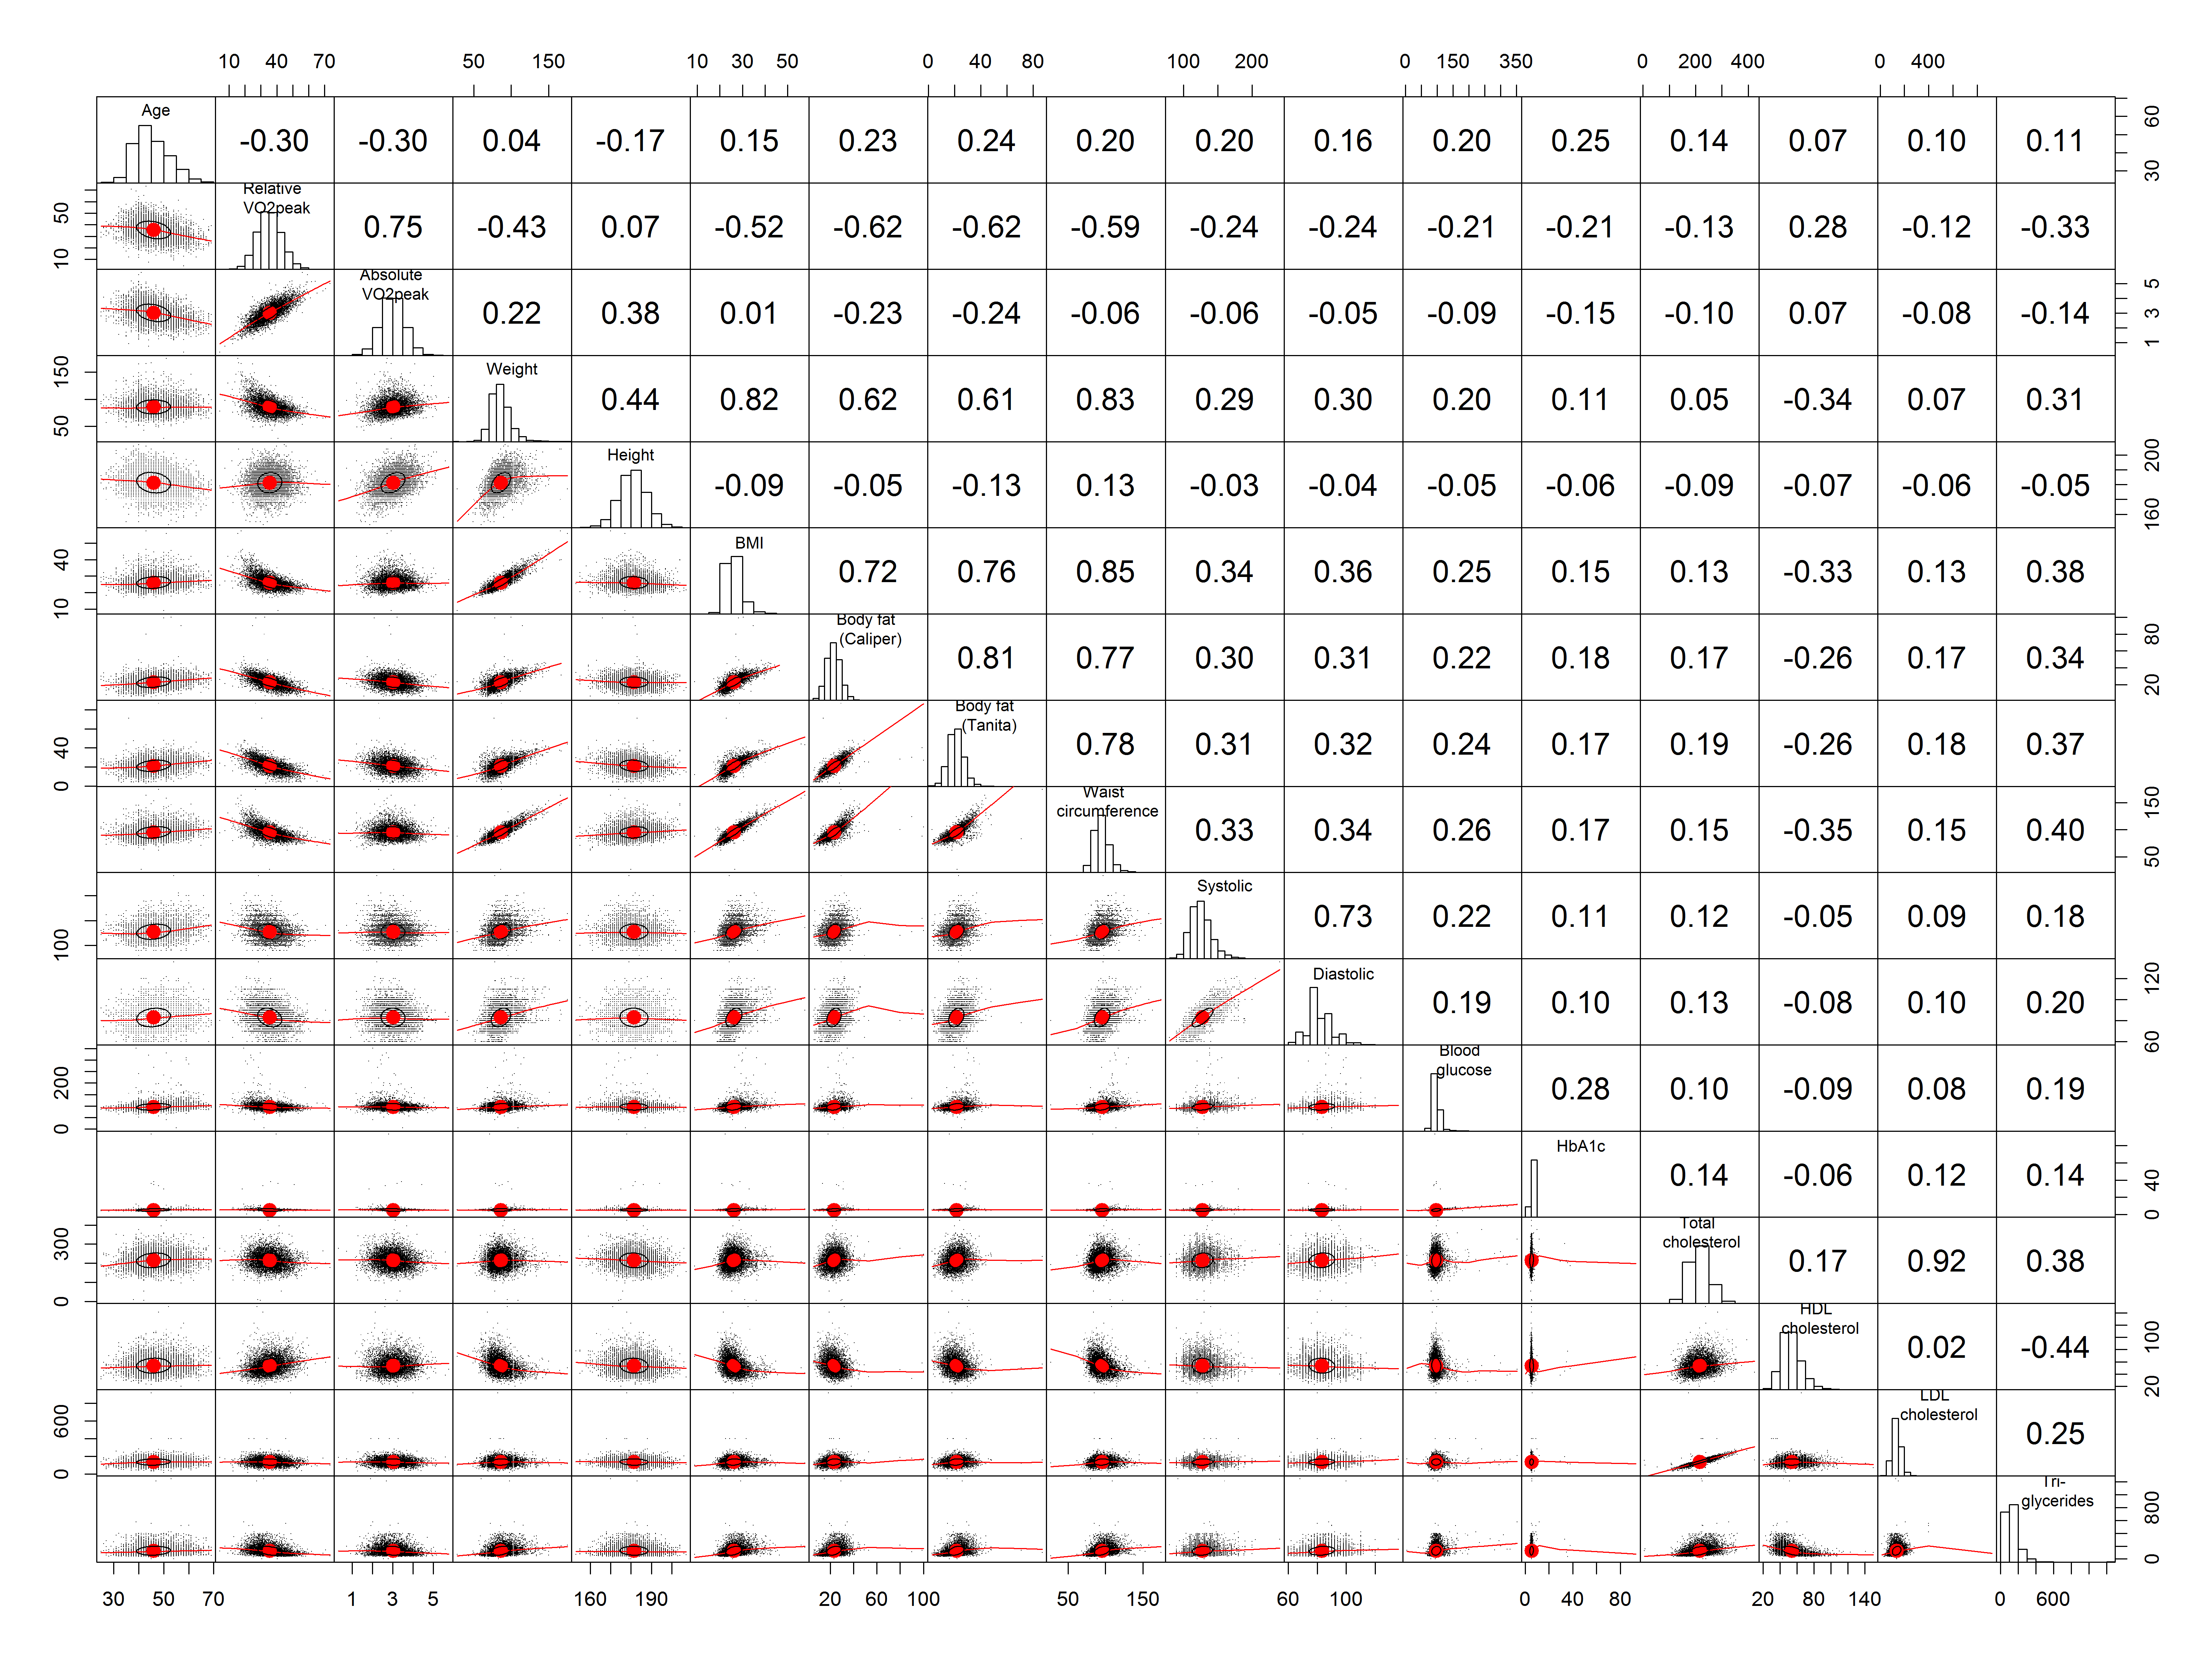 10 40 70 50 150 10 30 50 0 40 80 100 200 0 150 350 0 200 400 0 400
Age
-0.30 -0.30 0.04 -0.17 0.15 0.23 0.24 0.20 0.20 0.16 0.20 0.25 0.14 0.07 0.10 0.11
30 60
Relative
VO2peak
10 50
0.75 -0.43 0.07 -0.52 -0.62 -0.62 -0.59 -0.24 -0.24 -0.21 -0.21 -0.13 0.28 -0.12 -0.33
Absolute
VO2peak
0.22 0.38 0.01 -0.23 -0.24 -0.06 -0.06 -0.05 -0.09 -0.15 -0.10 0.07 -0.08 -0.14
1 3 5
Weight
50 150
0.44 0.82 0.62 0.61 0.83 0.29 0.30 0.20 0.11 0.05 -0.34 0.07 0.31
Height
-0.09 -0.05 -0.13 0.13 -0.03 -0.04 -0.05 -0.06 -0.09 -0.07 -0.06 -0.05
160 200
BMI
10 40
0.72 0.76 0.85 0.34 0.36 0.25 0.15 0.13 -0.33 0.13 0.38
Body fat
(Caliper)
0.81 0.77 0.30 0.31 0.22 0.18 0.17 -0.26 0.17 0.34
20 80
Body fat
(Tanita)
0 40
0.78 0.31 0.32 0.24 0.17 0.19 -0.26 0.18 0.37
Waist
circumference
0.33 0.34 0.26 0.17 0.15 -0.35 0.15 0.40
50 150
Systolic
100
0.73 0.22 0.11 0.12 -0.05 0.09 0.18
Diastolic
0.19 0.10 0.13 -0.08 0.10 0.20
60 120
Blood
glucose
0 200
0.28 0.10 -0.09 0.08 0.19
HbA1c
0.14 -0.06 0.12 0.14
0 40
Total
cholesterol
0 300
0.17 0.92 0.38
HDL
cholesterol
0.02 -0.44
20 100
LDL
cholesterol
0 600
0.25
Tri-
glycerides
0 800
30 50 70 1 3 5 160 190 20 60 100 50 150 60 100 0 40 80 20 80 140 0 600